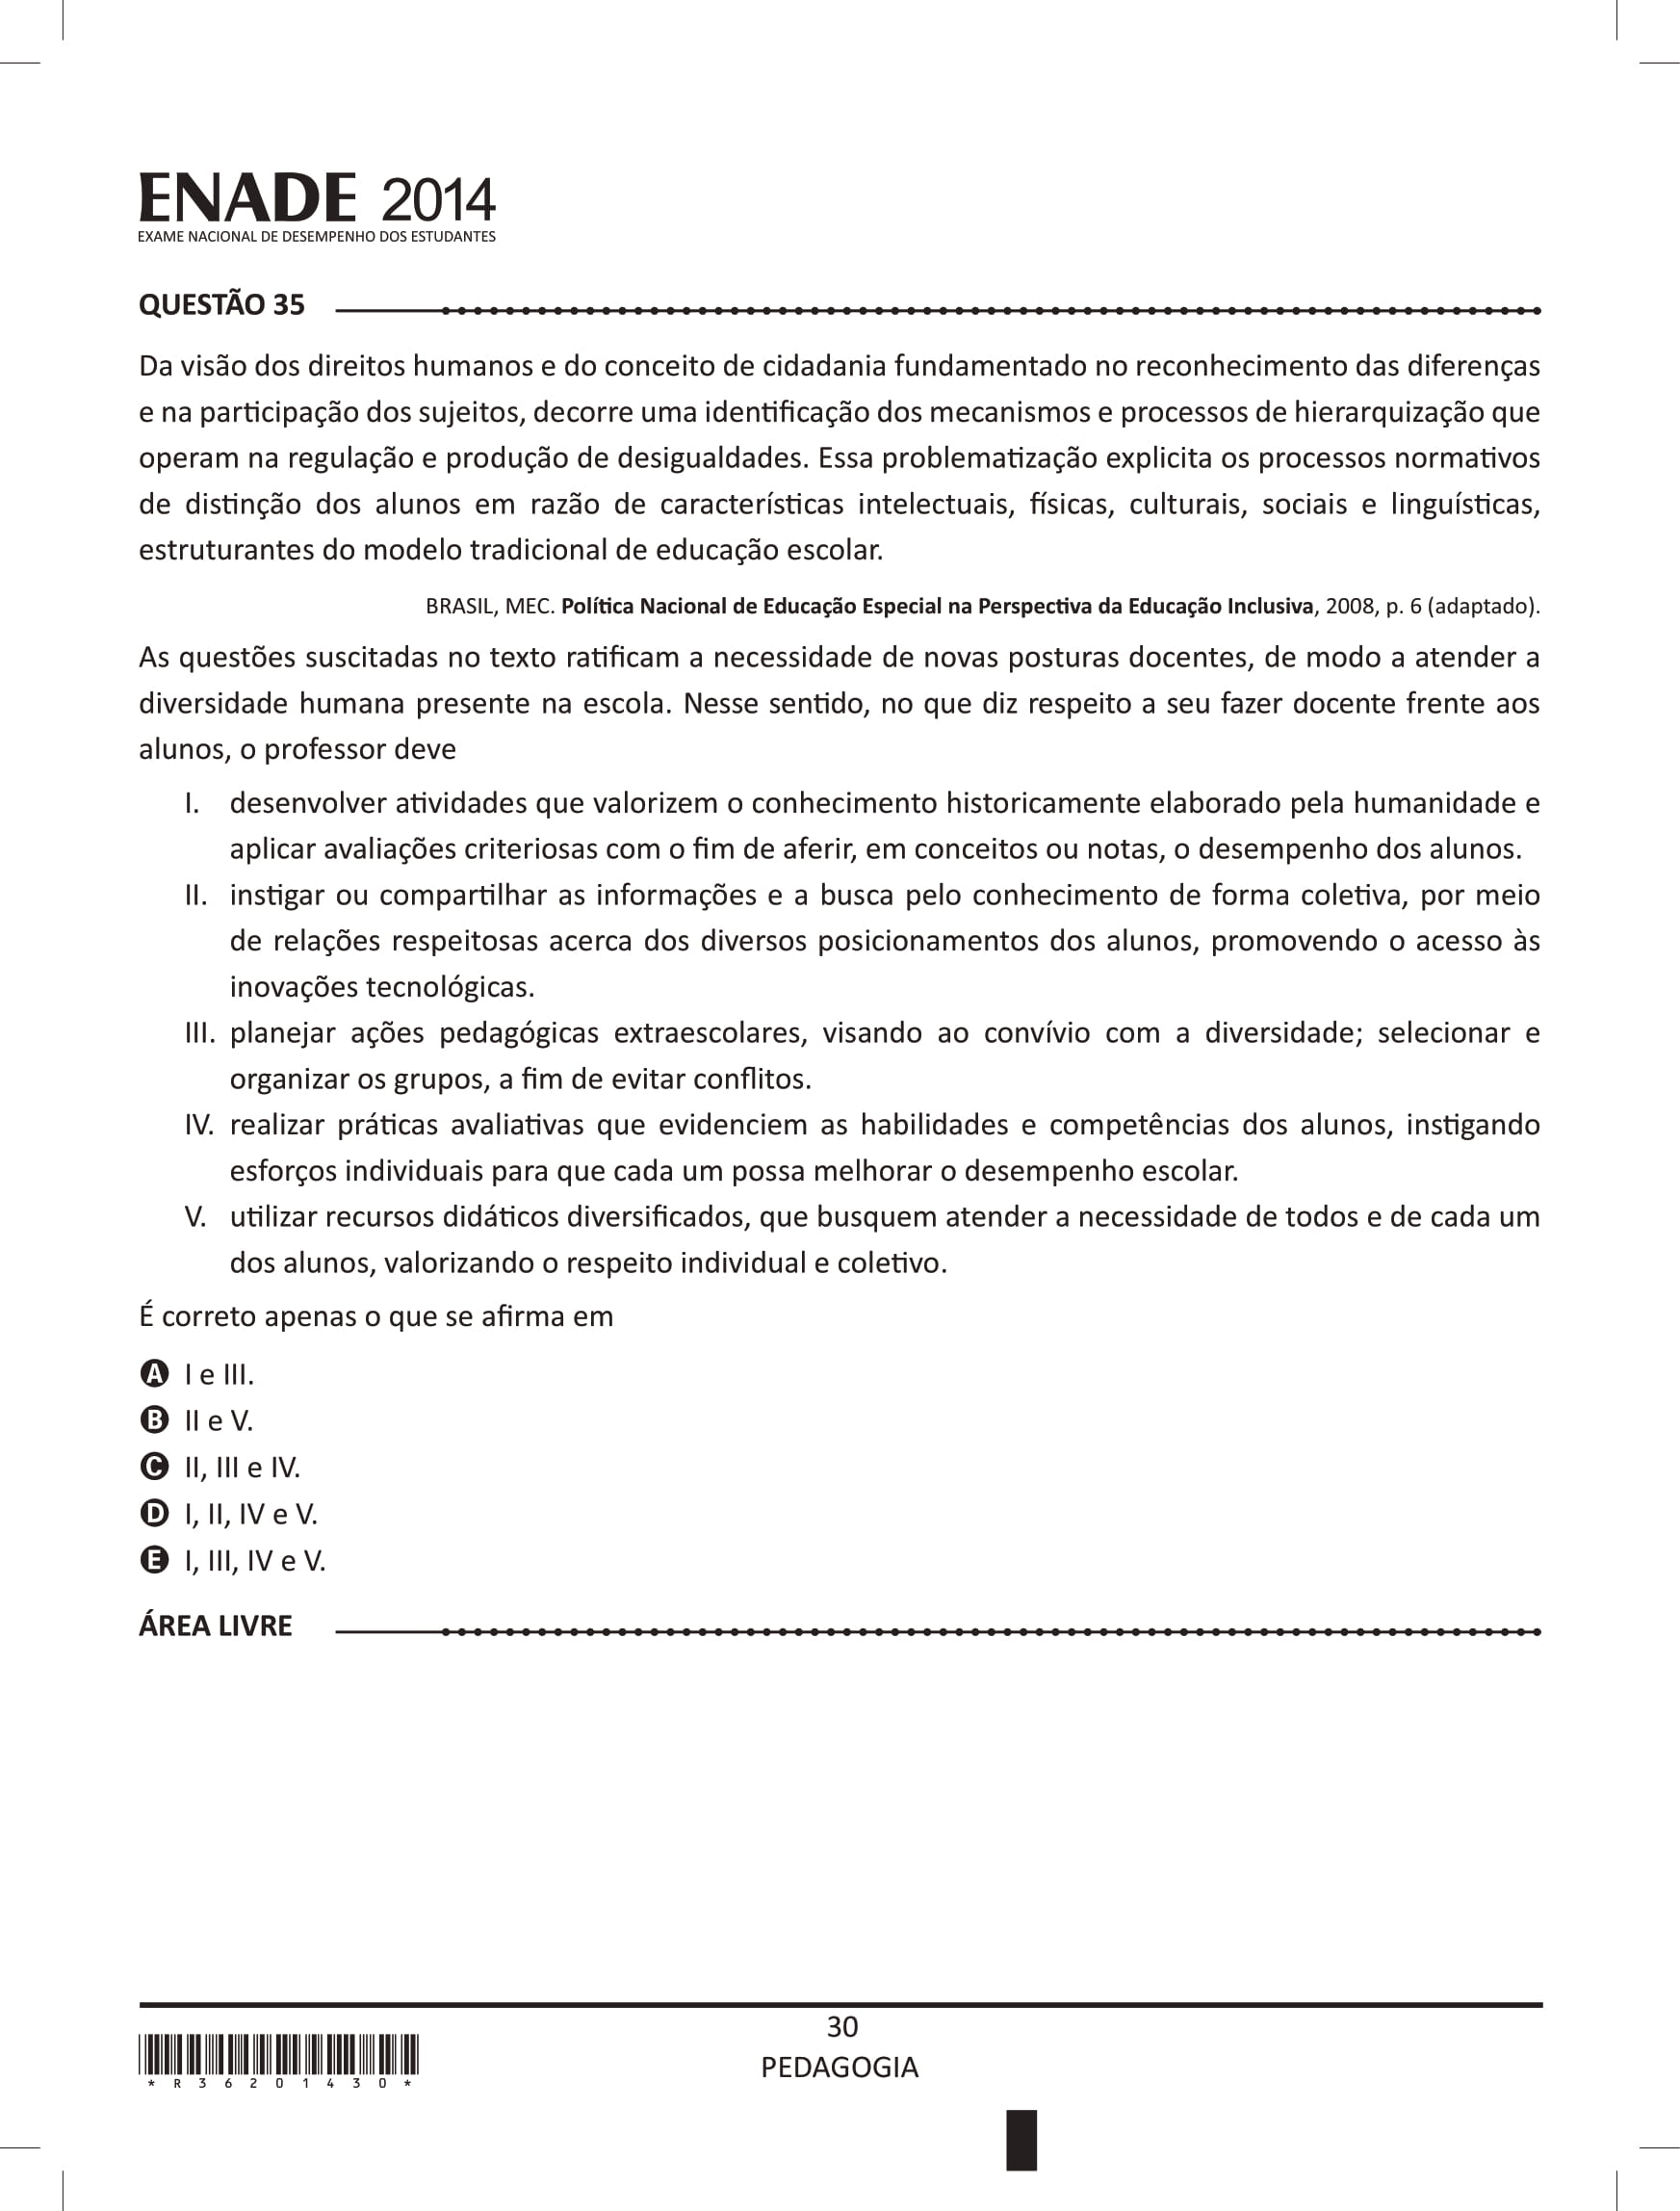 ENADE 2014
EXAME NACIONAL DE DESEMPENHO DOS ESTUDANTES
QUESTÃO 35
Da visão dos direitos humanos e do conceito de cidadania fundamentado no reconhecimento das diferenças
e na participação dos sujeitos, decorre uma identificação dos mecanismos e processos de hierarquização que
operam na regulação e produção de desigualdades. Essa problematização explicita os processos normativos
de distinção dos alunos em razão de características intelectuais, físicas, culturais, sociais e linguísticas,
estruturantes do modelo tradicional de educação escolar.
BRASIL, MEC. Política Nacional de Educação Especial na Perspectiva da Educação Inclusiva, 2008, p. 6 (adaptado).
As questões suscitadas no texto ratificam a necessidade de novas posturas docentes, de modo a atender a
diversidade humana presente na escola. Nesse sentido, no que diz respeito a seu fazer docente frente aos
alunos, o professor deve
I. desenvolver atividades que valorizem o conhecimento historicamente elaborado pela humanidade e
aplicar avaliações criteriosas com o fim de aferir, em conceitos ou notas, o desempenho dos alunos.
II. instigar ou compartilhar as informações e a busca pelo conhecimento de forma coletiva, por meio
de relações respeitosas acerca dos diversos posicionamentos dos alunos, promovendo o acesso às
inovações tecnológicas.
III. planejar ações pedagógicas extraescolares, visando ao convívio com a diversidade; selecionar e
organizar os grupos, a fim de evitar conflitos.
IV. realizar práticas avaliativas que evidenciem as habilidades e competências dos alunos, instigando
esforços individuais para que cada um possa melhorar o desempenho escolar.
V. utilizar recursos didáticos diversificados, que busquem atender a necessidade de todos e de cada um
dos alunos, valorizando o respeito individual e coletivo.
É correto apenas o que se afirma em
A I e III.
B II e V.
C II, III e IV.
D I, II, IV e V.
E I, III, IV e V.
ÁREA LIVRE
30
PEDAGOGIA
* R 3 6 2 0 1 4 3 0 *